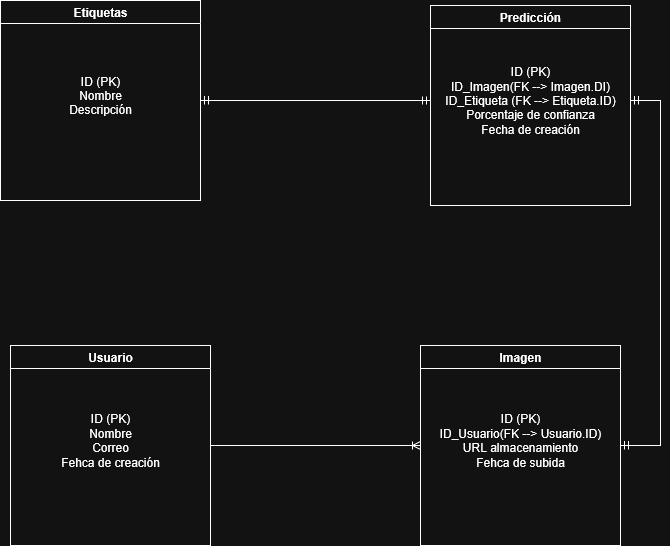 Etiquetas
ID (PK)
Nombre
Descripción
Predicción
ID (PK)
ID_Imagen(FK --> Imagen.DI)
ID_Etiqueta (FK --> Etiqueta.ID)
Porcentaje de confianza
Fecha de creación
Usuario
ID (PK)
Nombre
Correo
Fehca de creación
Imagen
ID (PK)
ID_Usuario(FK --> Usuario.ID)
URL almacenamiento
Fehca de subida